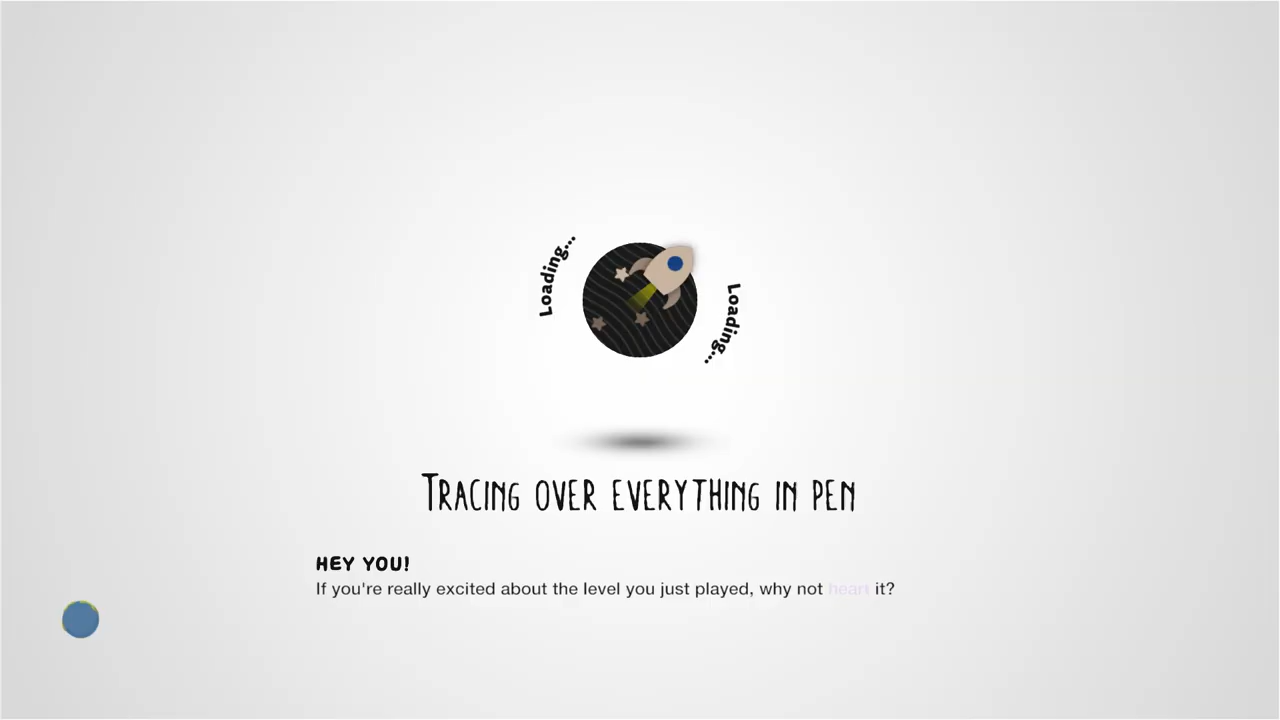 Loading...
Loading...
Tracing over everything in pen
HEY YOU!
If you're really excited about the level you just played, why not heart it?